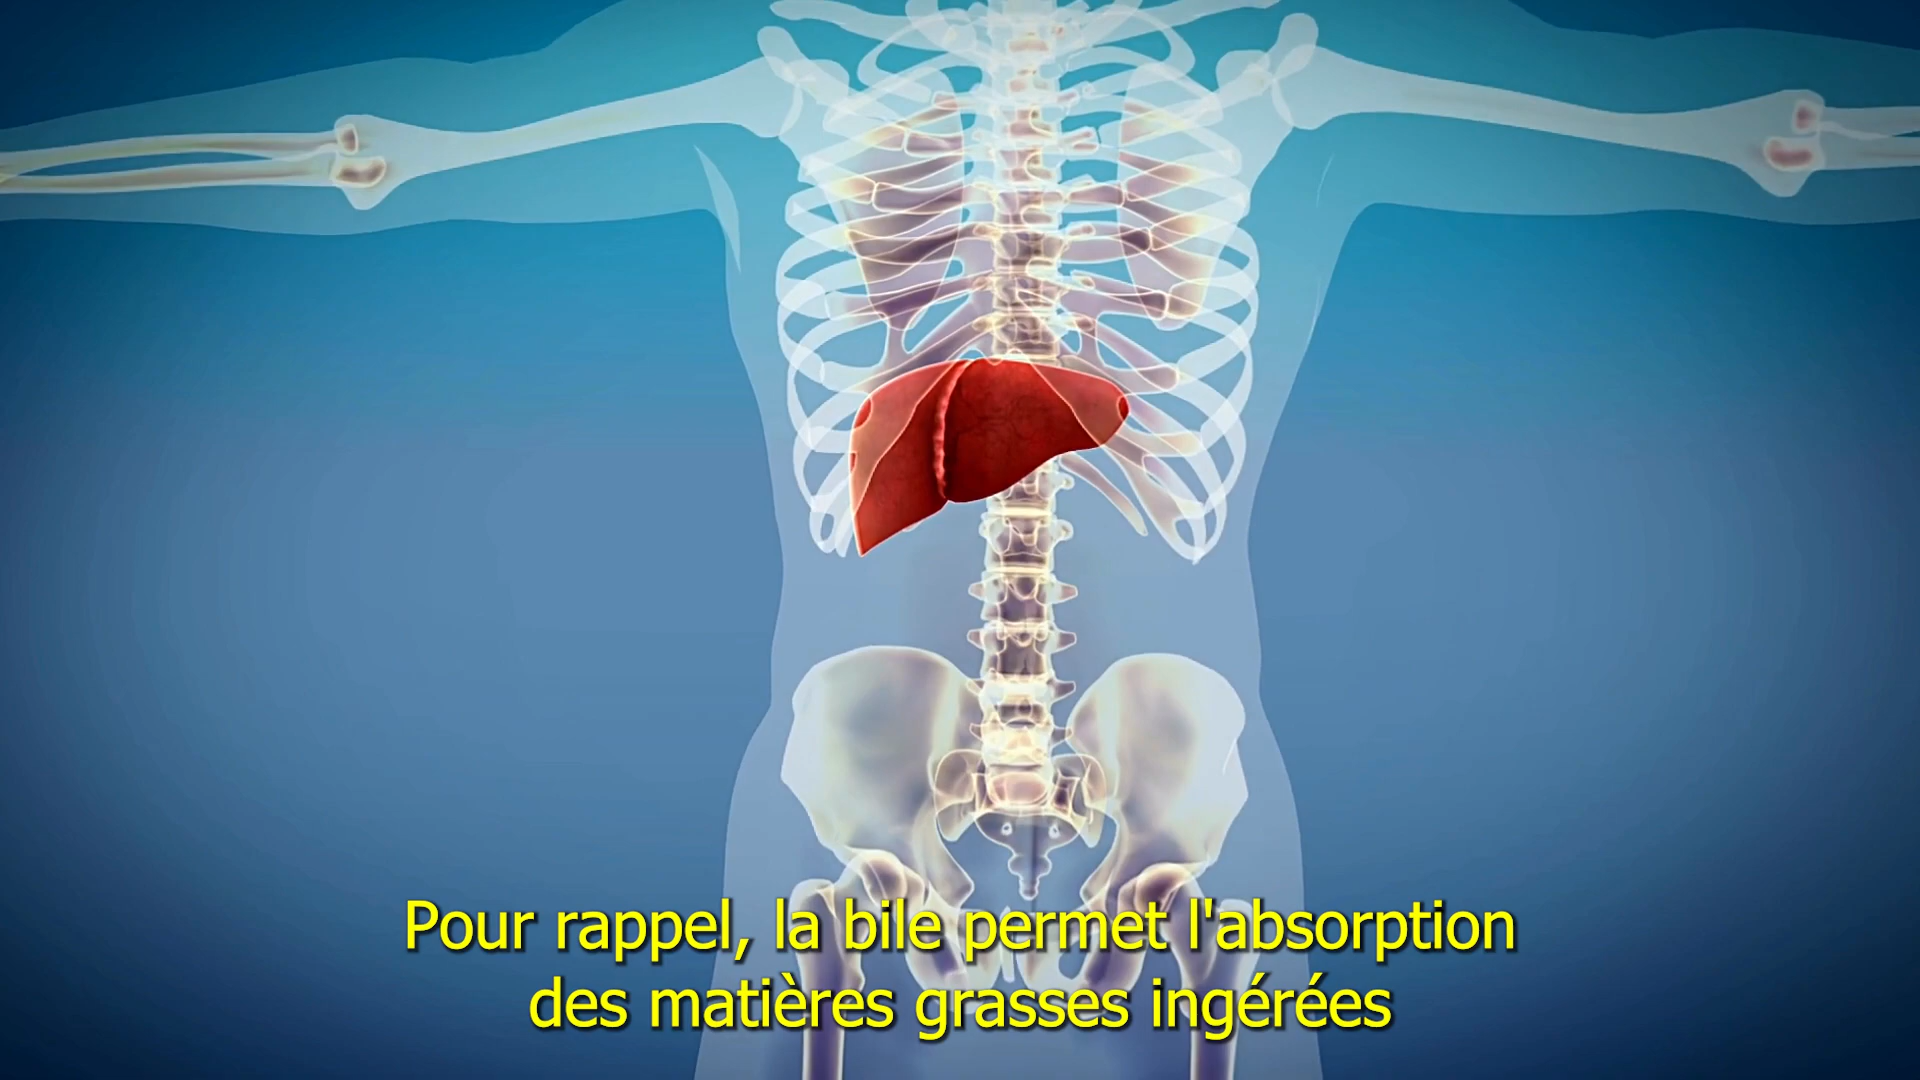 Pour rappel, la bile permet l'absorption
des matières grasses ingérées